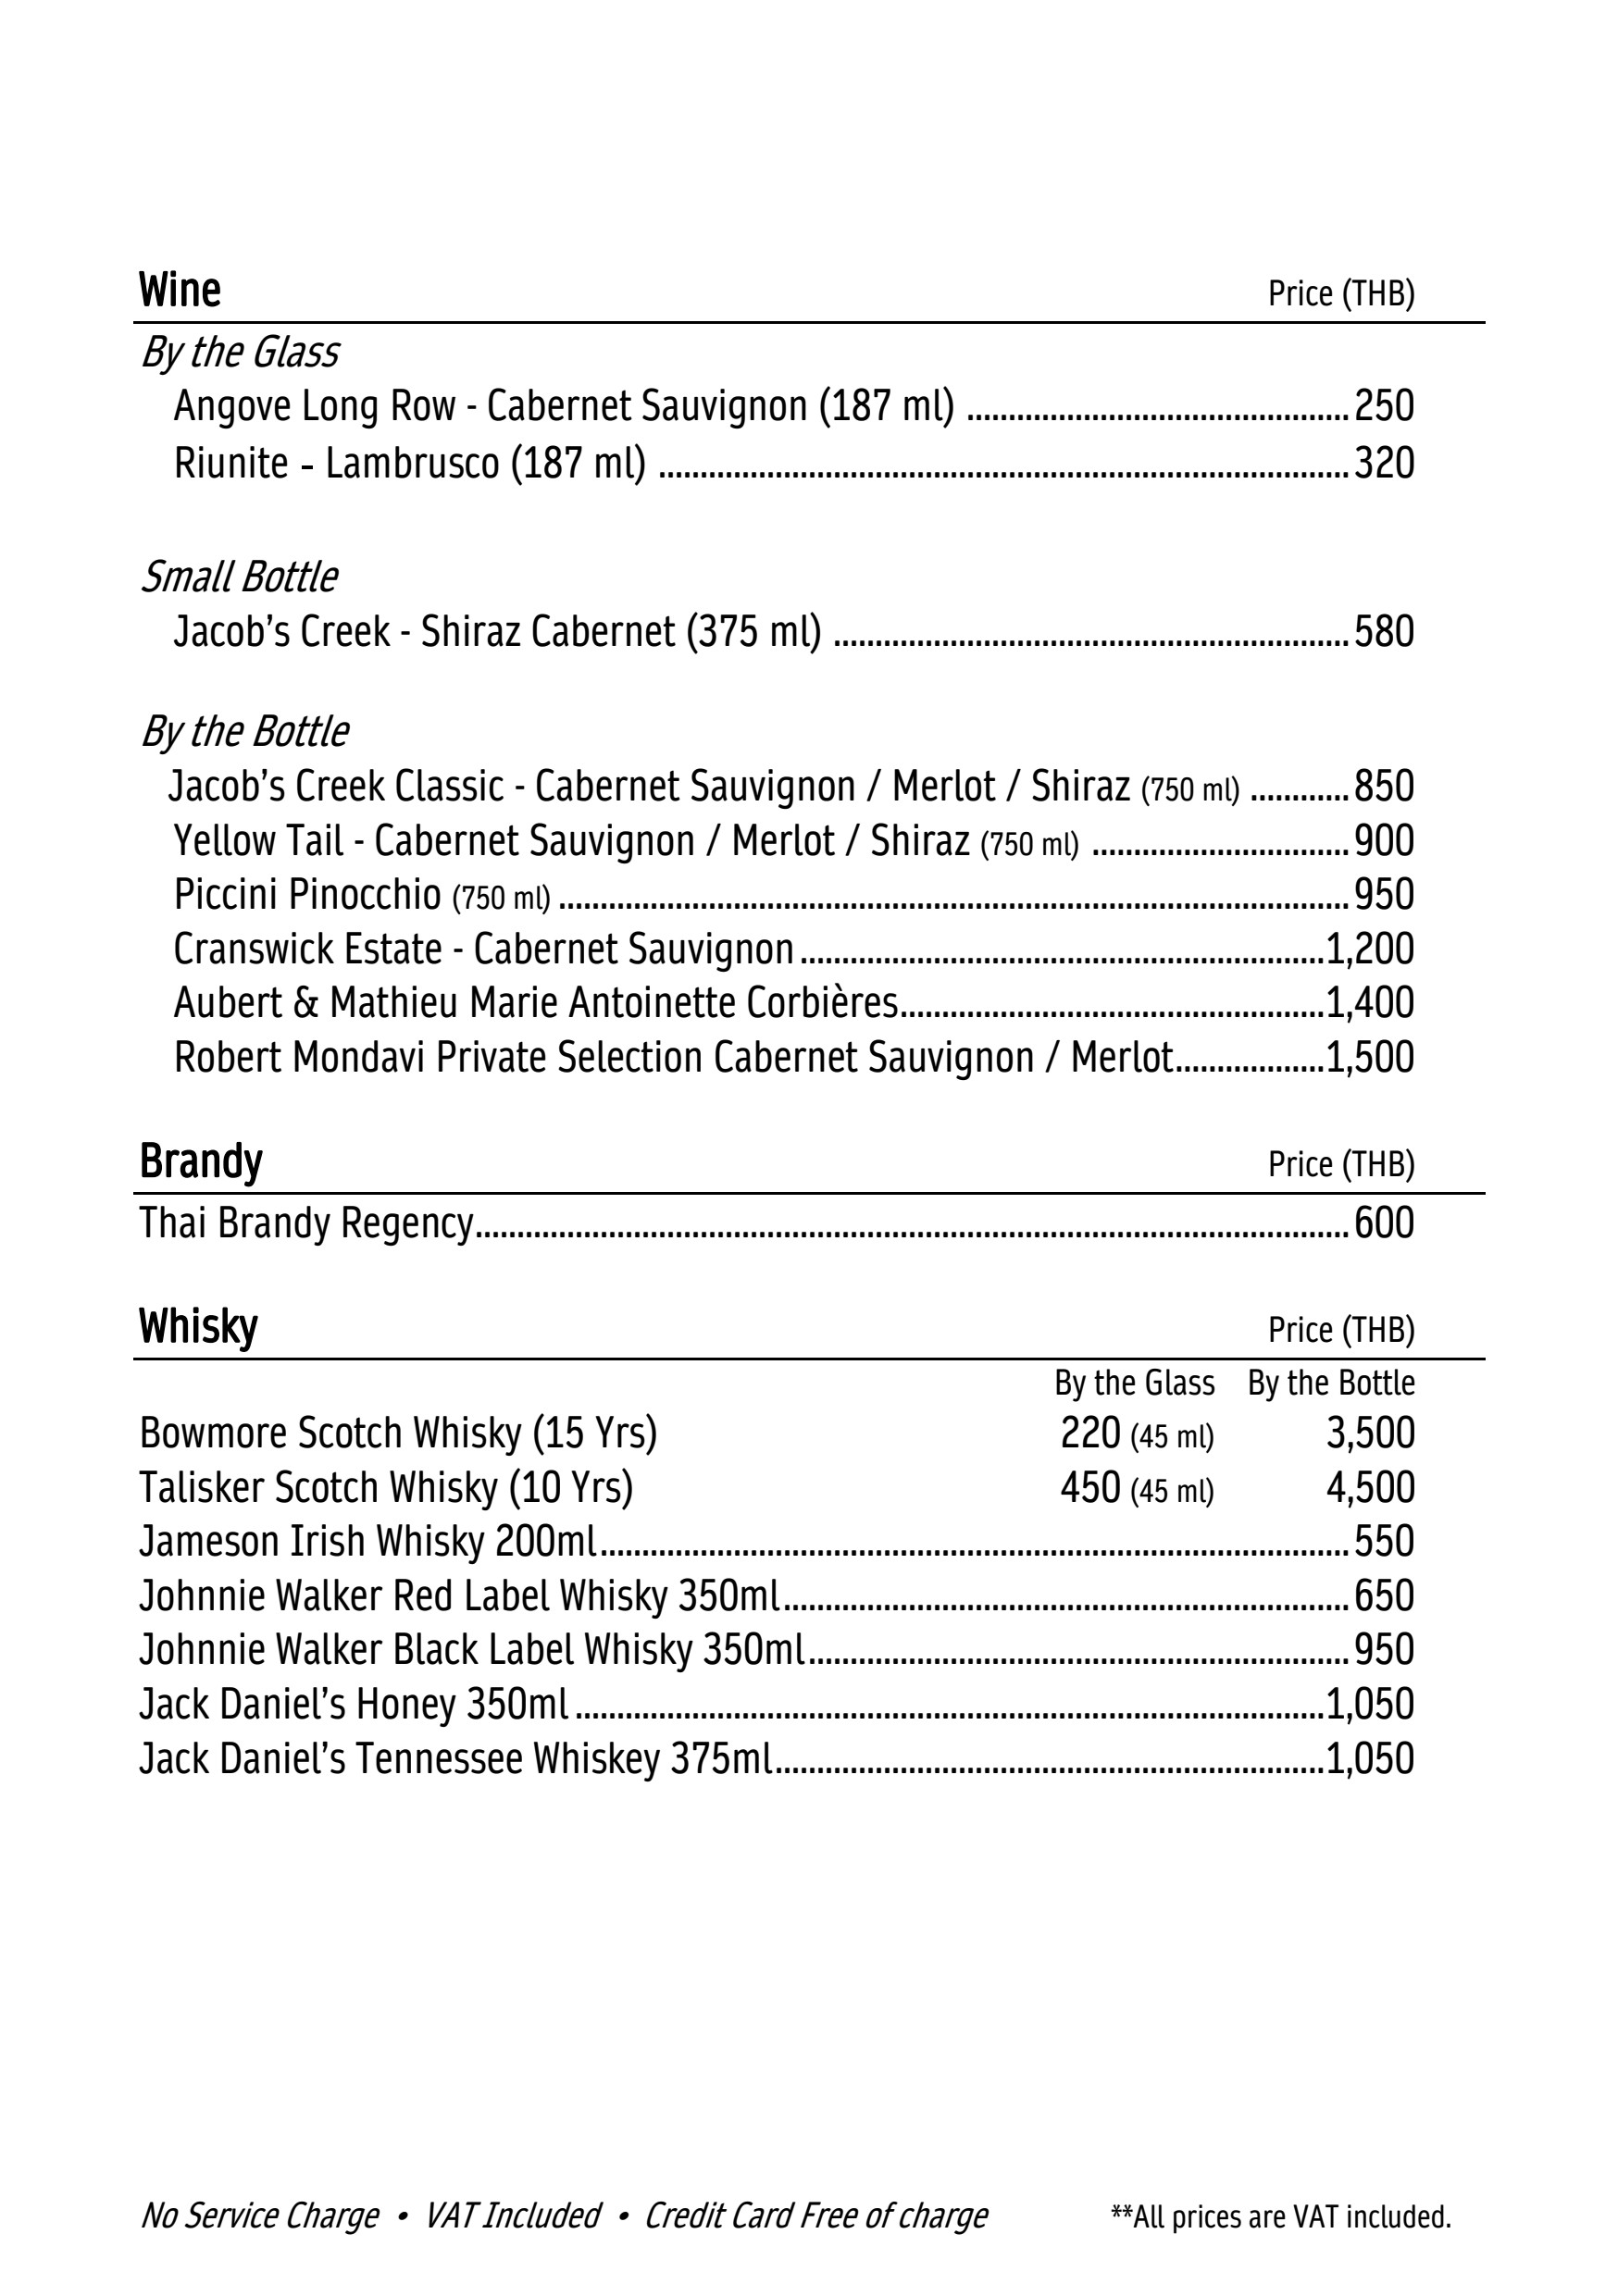 Wine Price (THB)
By the Glass
Angove Long Row - Cabernet Sauvignon (187 ml) ..............................................250
Riunite - Lambrusco (187 ml) ...................................................................................320
Small Bottle
Jacob’s Creek - Shiraz Cabernet (375 ml) ..............................................................580
By the Bottle
Jacob’s Creek Classic - Cabernet Sauvignon / Merlot / Shiraz (750 ml) ............850
Yellow Tail - Cabernet Sauvignon / Merlot / Shiraz (750 ml) ...............................900
Piccini Pinocchio (750 ml) ...............................................................................................950
Cranswick Estate - Cabernet Sauvignon ...............................................................1,200
Aubert & Mathieu Marie Antoinette Corbières...................................................1,400
Robert Mondavi Private Selection Cabernet Sauvignon / Merlot..................1,500
Brandy Price (THB)
Thai Brandy Regency.........................................................................................................600
Whisky Price (THB)
By the Glass By the Bottle
Bowmore Scotch Whisky (15 Yrs) 220 (45 ml) 3,500
Talisker Scotch Whisky (10 Yrs) 450 (45 ml) 4,500
Jameson Irish Whisky 200ml..........................................................................................550
Johnnie Walker Red Label Whisky 350ml....................................................................650
Johnnie Walker Black Label Whisky 350ml.................................................................950
Jack Daniel’s Honey 350ml ..........................................................................................1,050
Jack Daniel’s Tennessee Whiskey 375ml..................................................................1,050
No Service Charge • VAT Included • Credit Card Free of charge **All prices are VAT included.